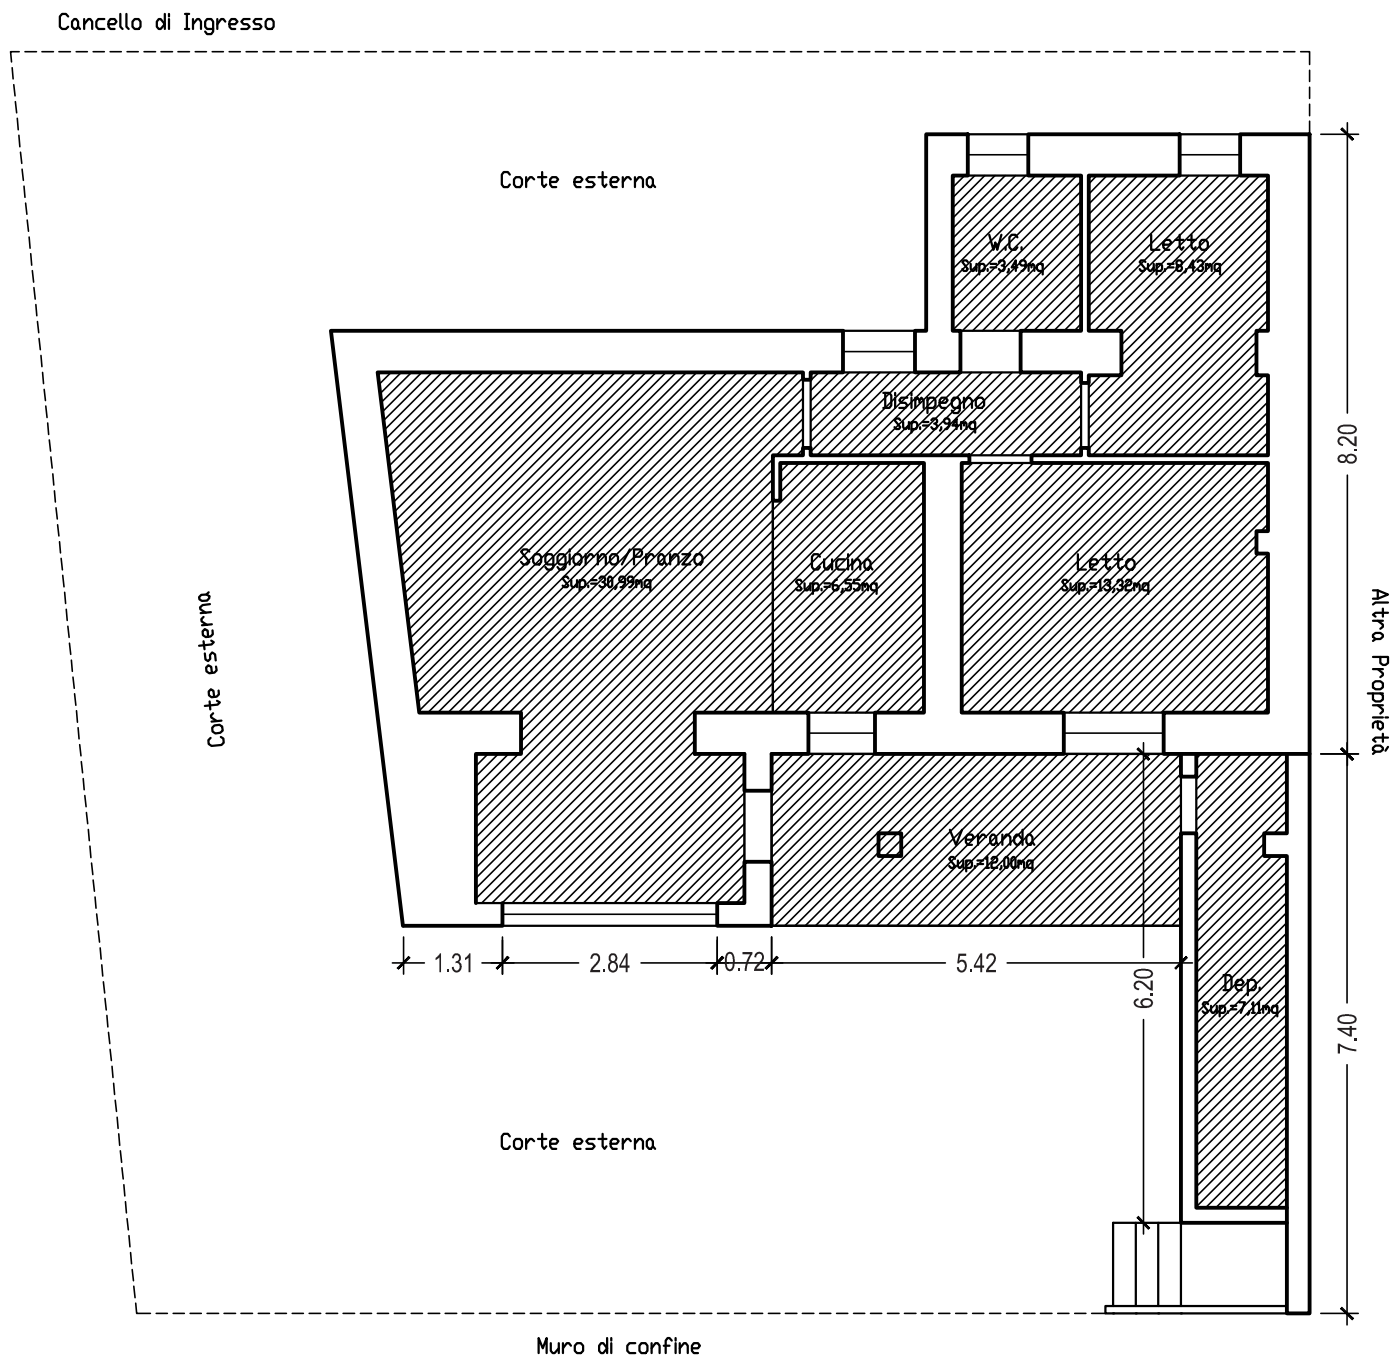 Cancello di Ingresso
Corte esterna
W.C.
Sup.=3,49mq
Letto
Sup.=8,43mq
Disimpegno
Sup.=3,94mq
8.20
Soggiorno/Pranzo
Sup.=30,99mq
Cucina
Sup.=6,55mq
Letto
Sup.=13,32mq
Corte esterna
Altra Proprietà
Veranda
Sup.=12,00mq
1.31
2.84
0.72
5.42
6.20
Dep.
Sup.=7,11mq
7.40
Corte esterna
Muro di confine